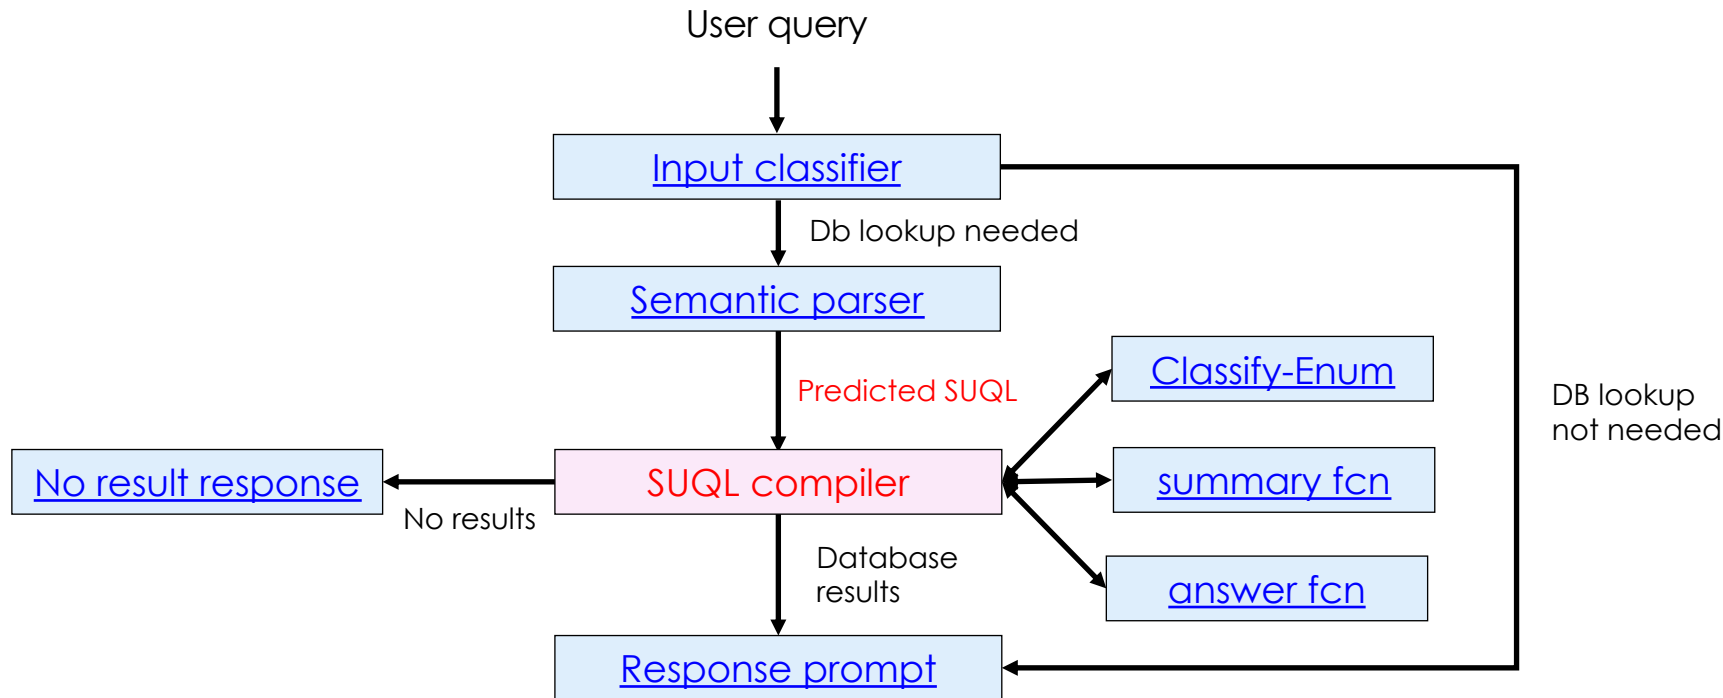 User query
Input classifier
Db lookup needed
Semantic parser
Predicted SUQL
Classify-Enum
DB lookup
not needed
No result response
SUQL compiler
summary fcn
No results
Database
results
answer fcn
Response prompt